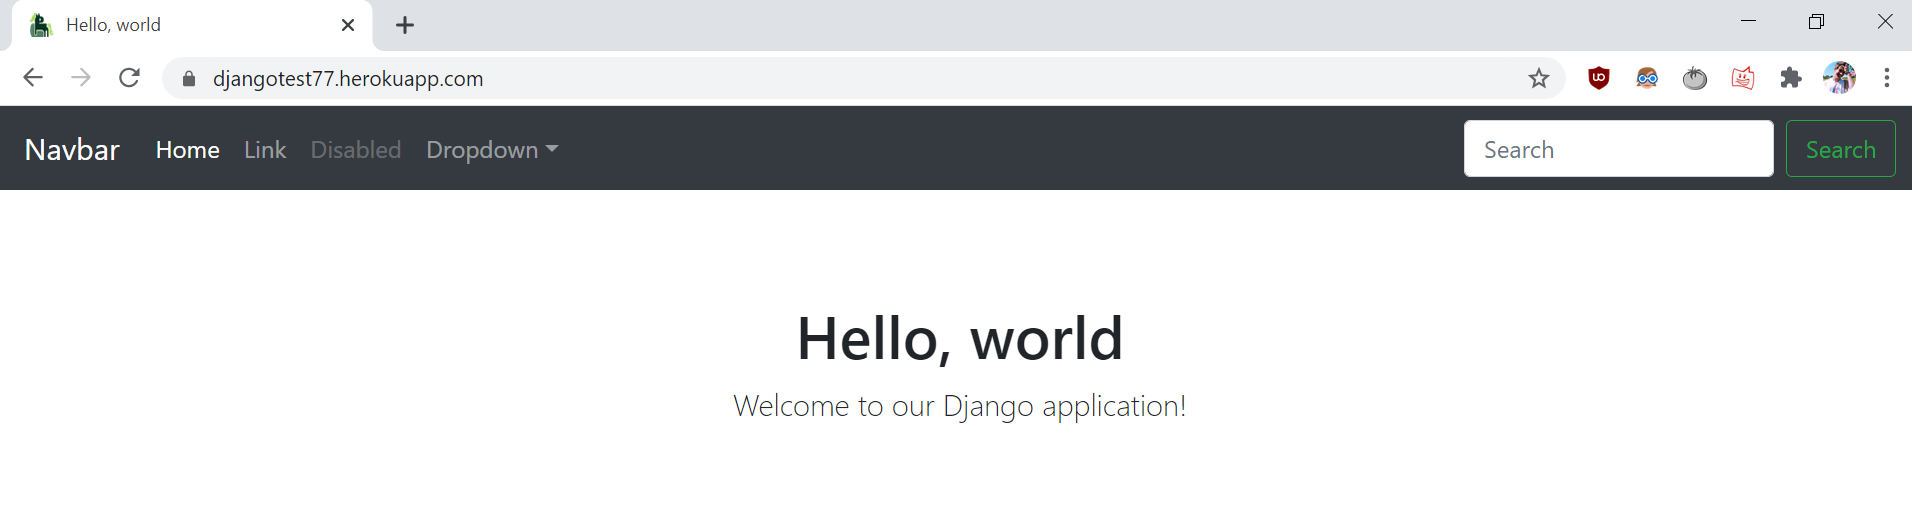 Hello, world
djangotest77.herokuapp.com
Navbar Home Link Disabled Dropdown Search Search
Hello, world
Welcome to our Django application!